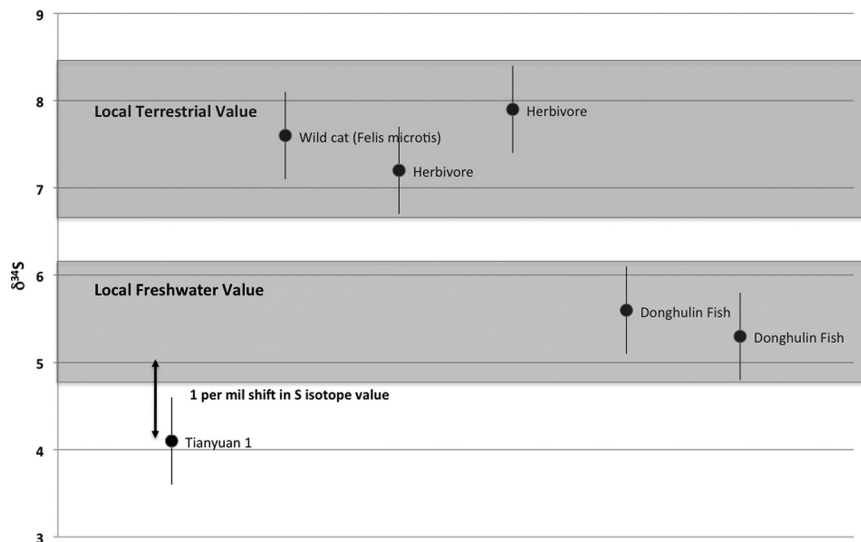 9
8
7
6
5
4
3
δ³⁴S
Local Terrestrial Value
Herbivore
Wild cat (Felis microtis)
Herbivore
Local Freshwater Value
Donghulin Fish
Donghulin Fish
1 per mil shift in S isotope value
Tianyuan 1